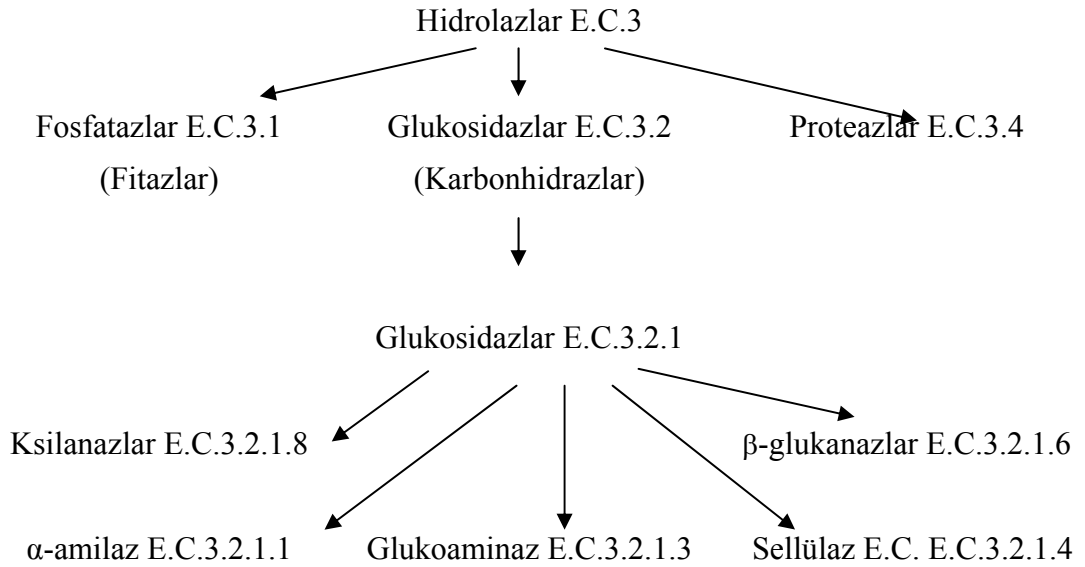 Hidrolazlar E.C.3
Fosfatazlar E.C.3.1 Glukosidazlar E.C.3.2 Proteazlar E.C.3.4
(Fitazlar) (Karbonhidrazlar)
Glukosidazlar E.C.3.2.1
Ksilanazlar E.C.3.2.1.8 β-glukanazlar E.C.3.2.1.6
α-amilaz E.C.3.2.1.1 Glukoaminaz E.C.3.2.1.3 Sellülaz E.C. E.C.3.2.1.4